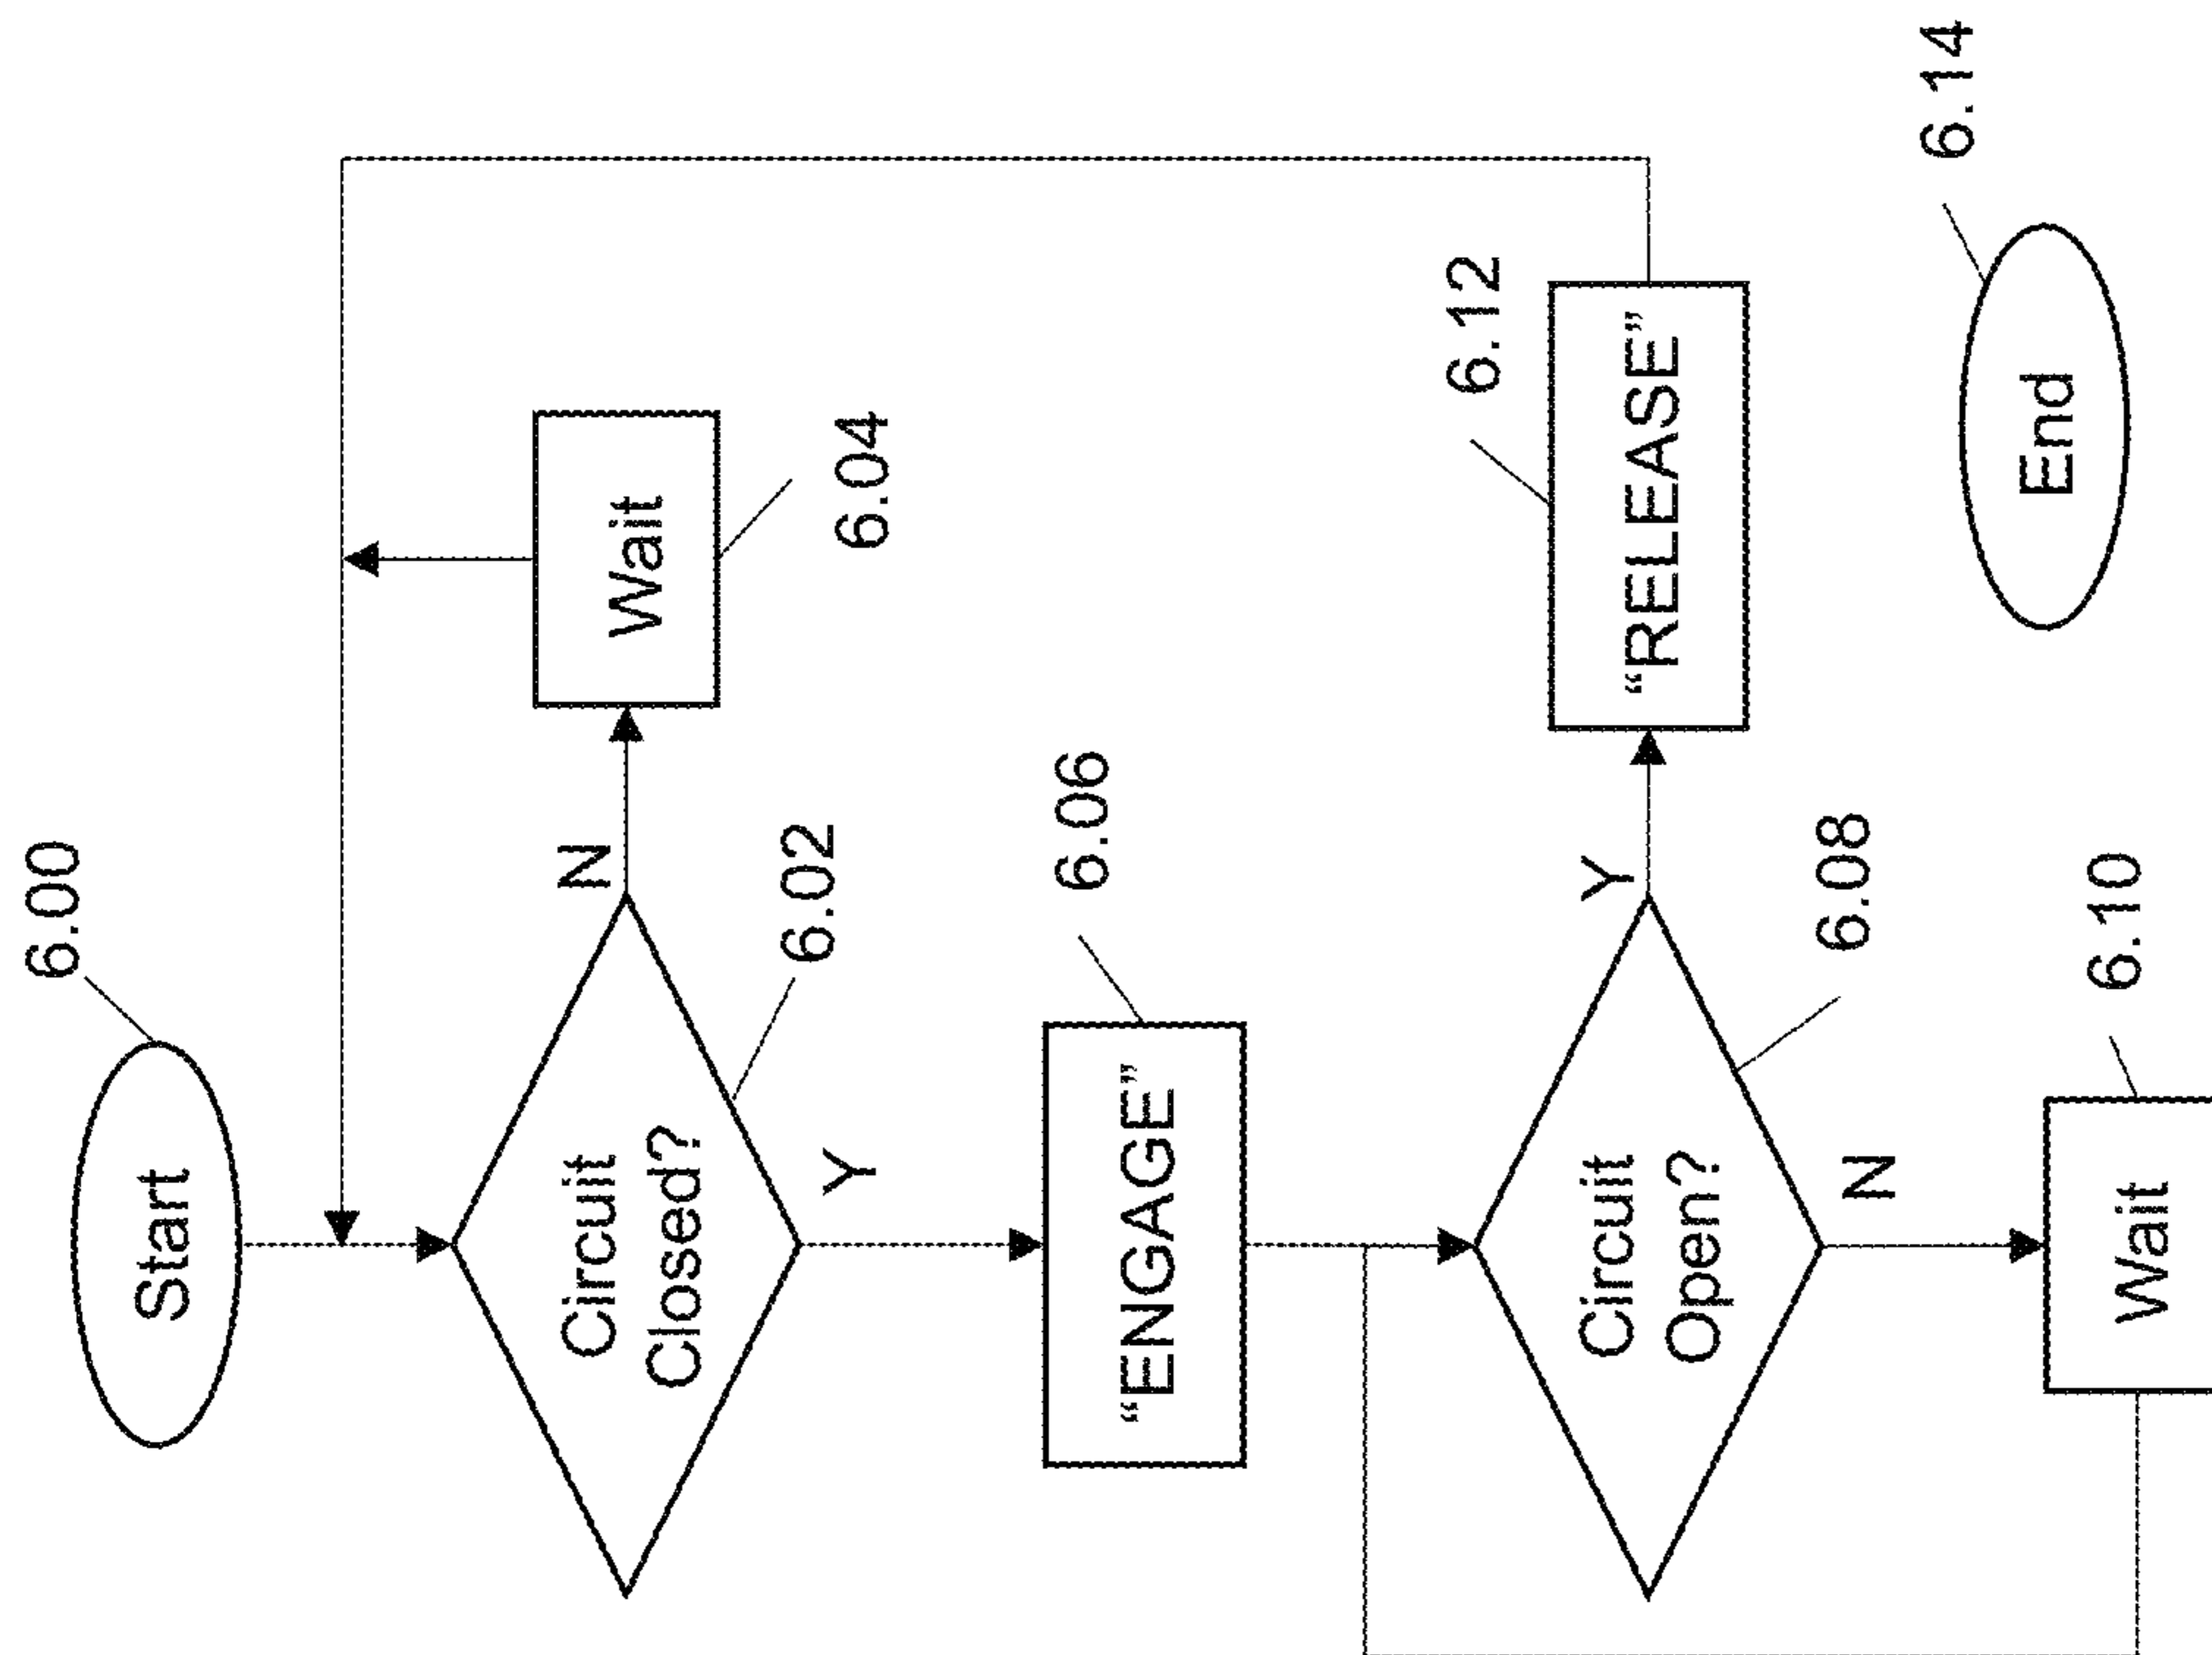 6.00
Start
Circuit
Closed?
6.02
N
Wait
6.04
Y
"ENGAGE"
6.06
Circuit
Open?
6.08
Y
"RELEASE"
6.12
N
Wait
6.10
End
6.14